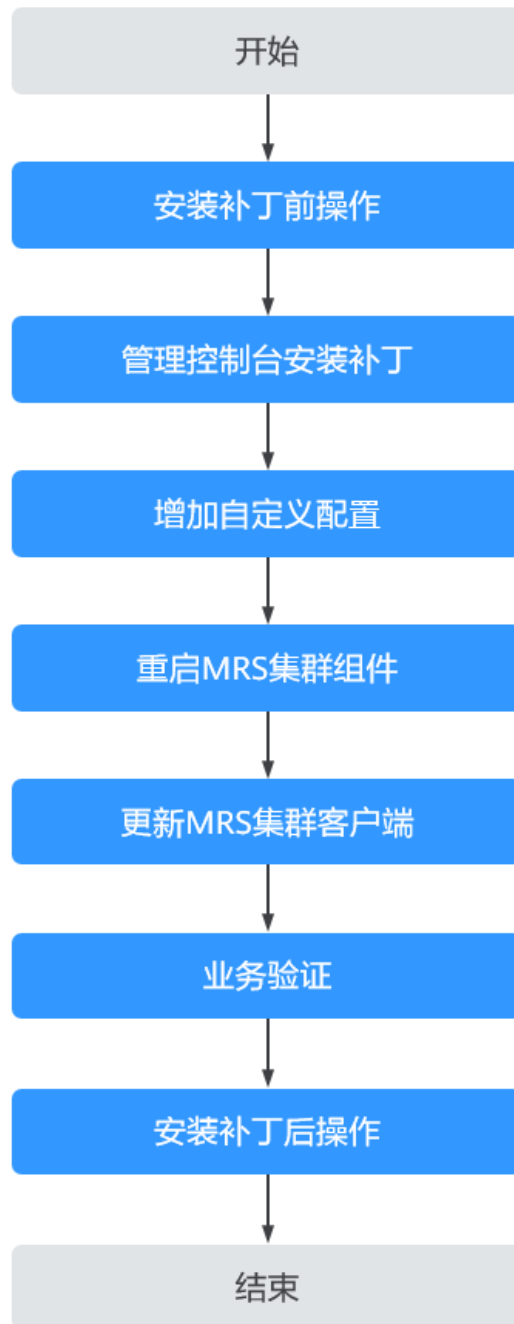 开始
安装补丁前操作
管理控制台安装补丁
增加自定义配置
重启MRS集群组件
更新MRS集群客户端
业务验证
安装补丁后操作
结束